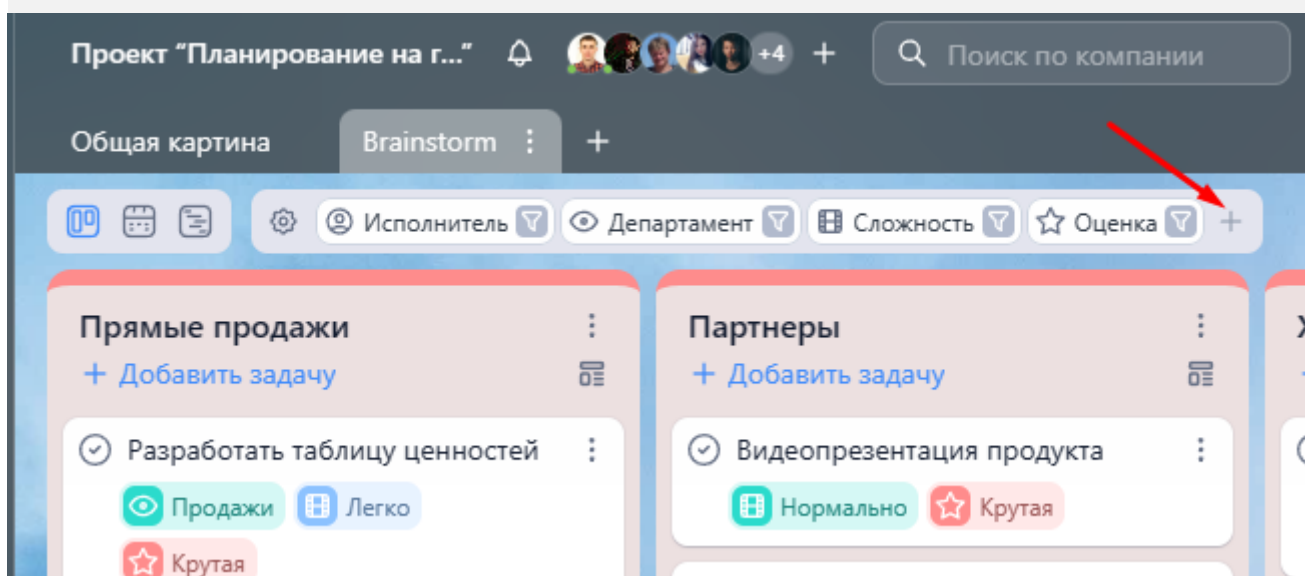 Проект “Планирование на г...” +4 Поиск по компании
Общая картина Brainstorm
Исполнитель Департамент Сложность Оценка
Прямые продажи Партнеры
+ Добавить задачу + Добавить задачу
Разработать таблицу ценностей Видеопрезентация продукта
Продажи Легко Нормально Крутая
Крутая